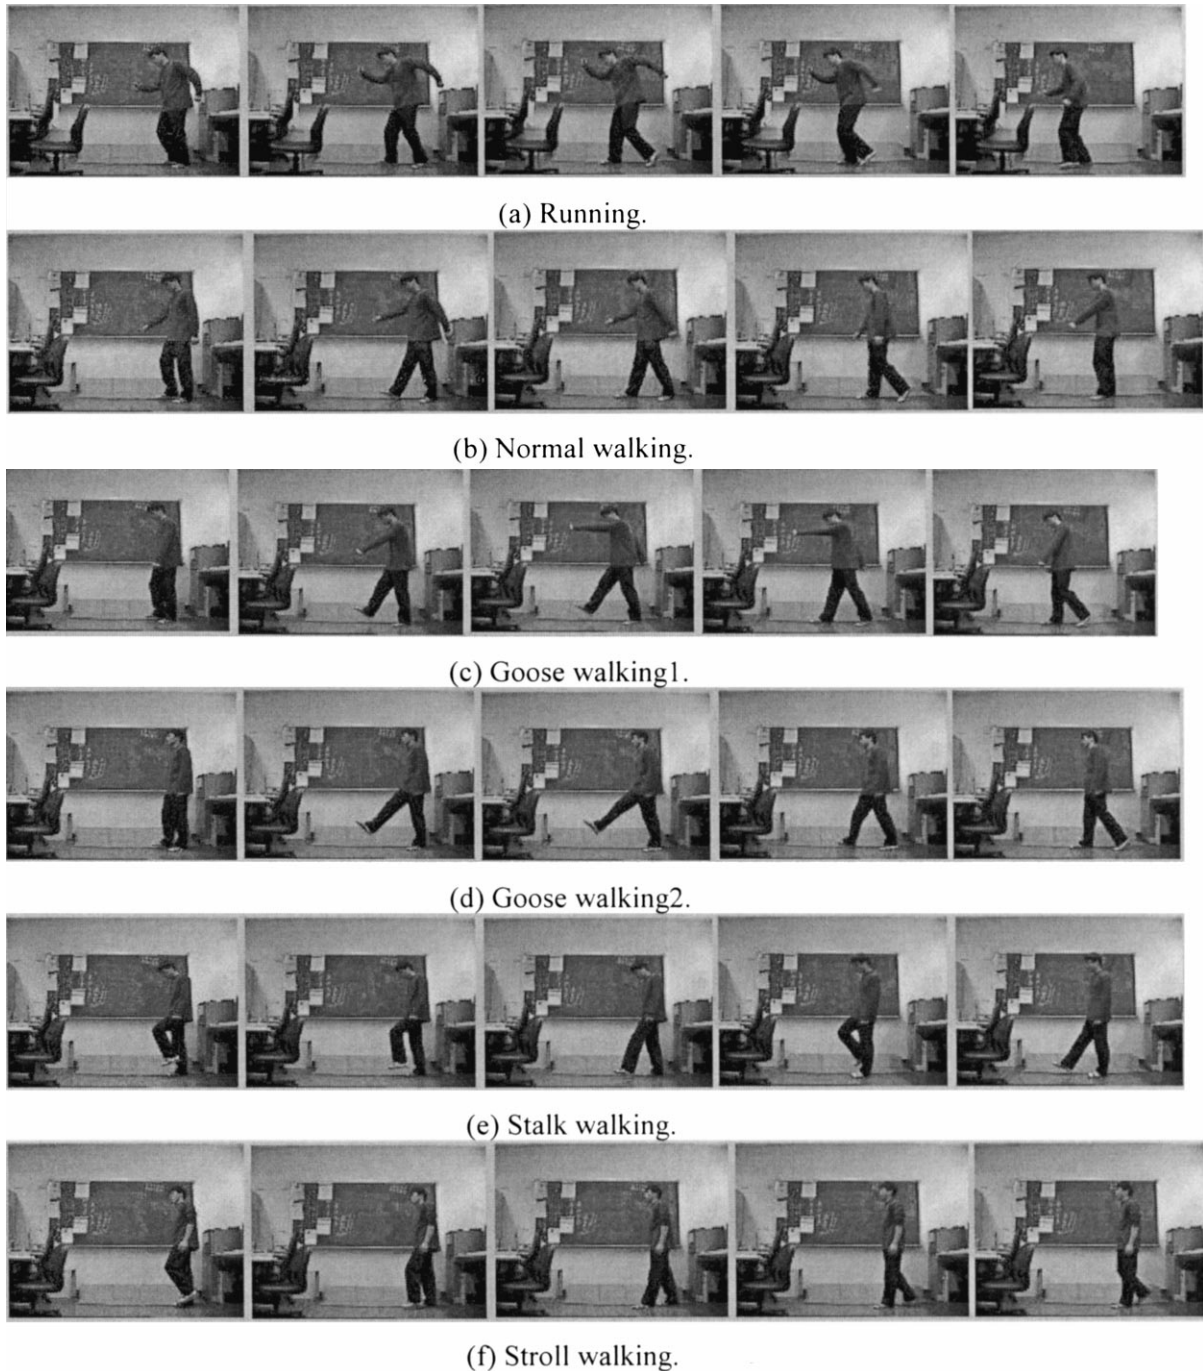 (a) Running.
(b) Normal walking.
(c) Goose walking1.
(d) Goose walking2.
(e) Stalk walking.
(f) Stroll walking.